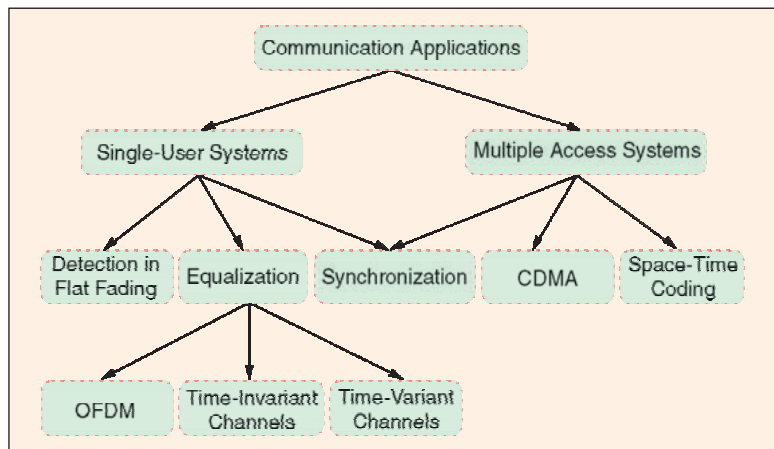 Communication Applications
Single-User Systems
Multiple Access Systems
Detection in
Flat Fading
Equalization
Synchronization
CDMA
Space-Time
Coding
OFDM
Time-Invariant
Channels
Time-Variant
Channels